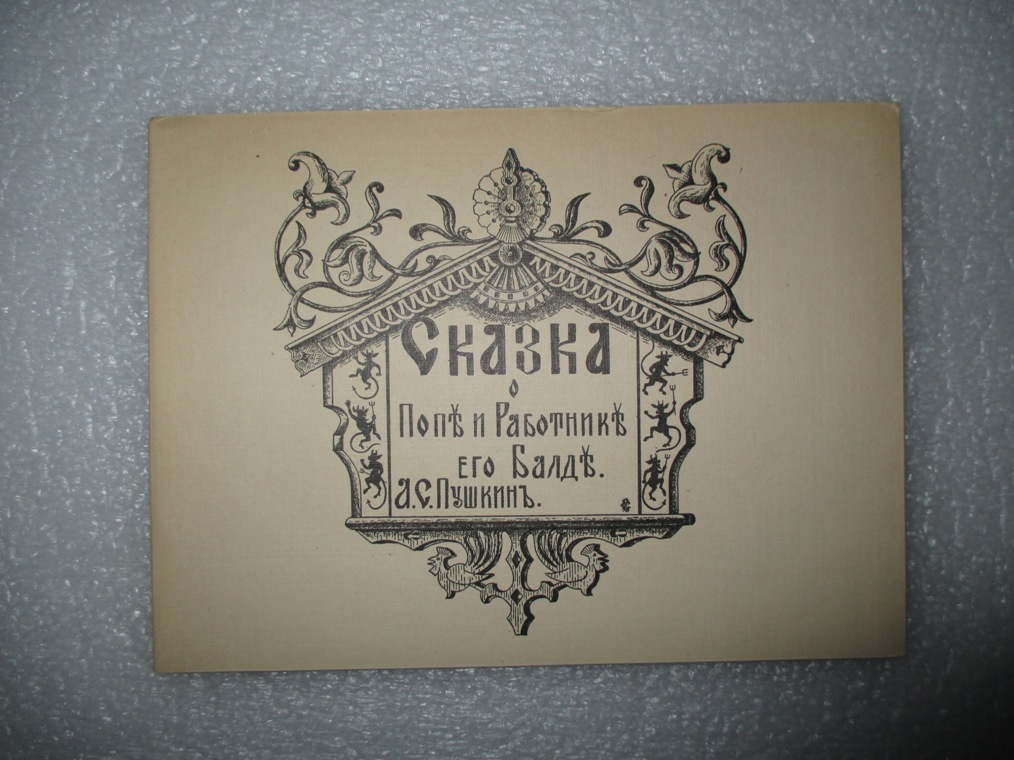 Сказка
о
Попѣ и Работникѣ
его Балдѣ.
А.С.Пушкинъ.